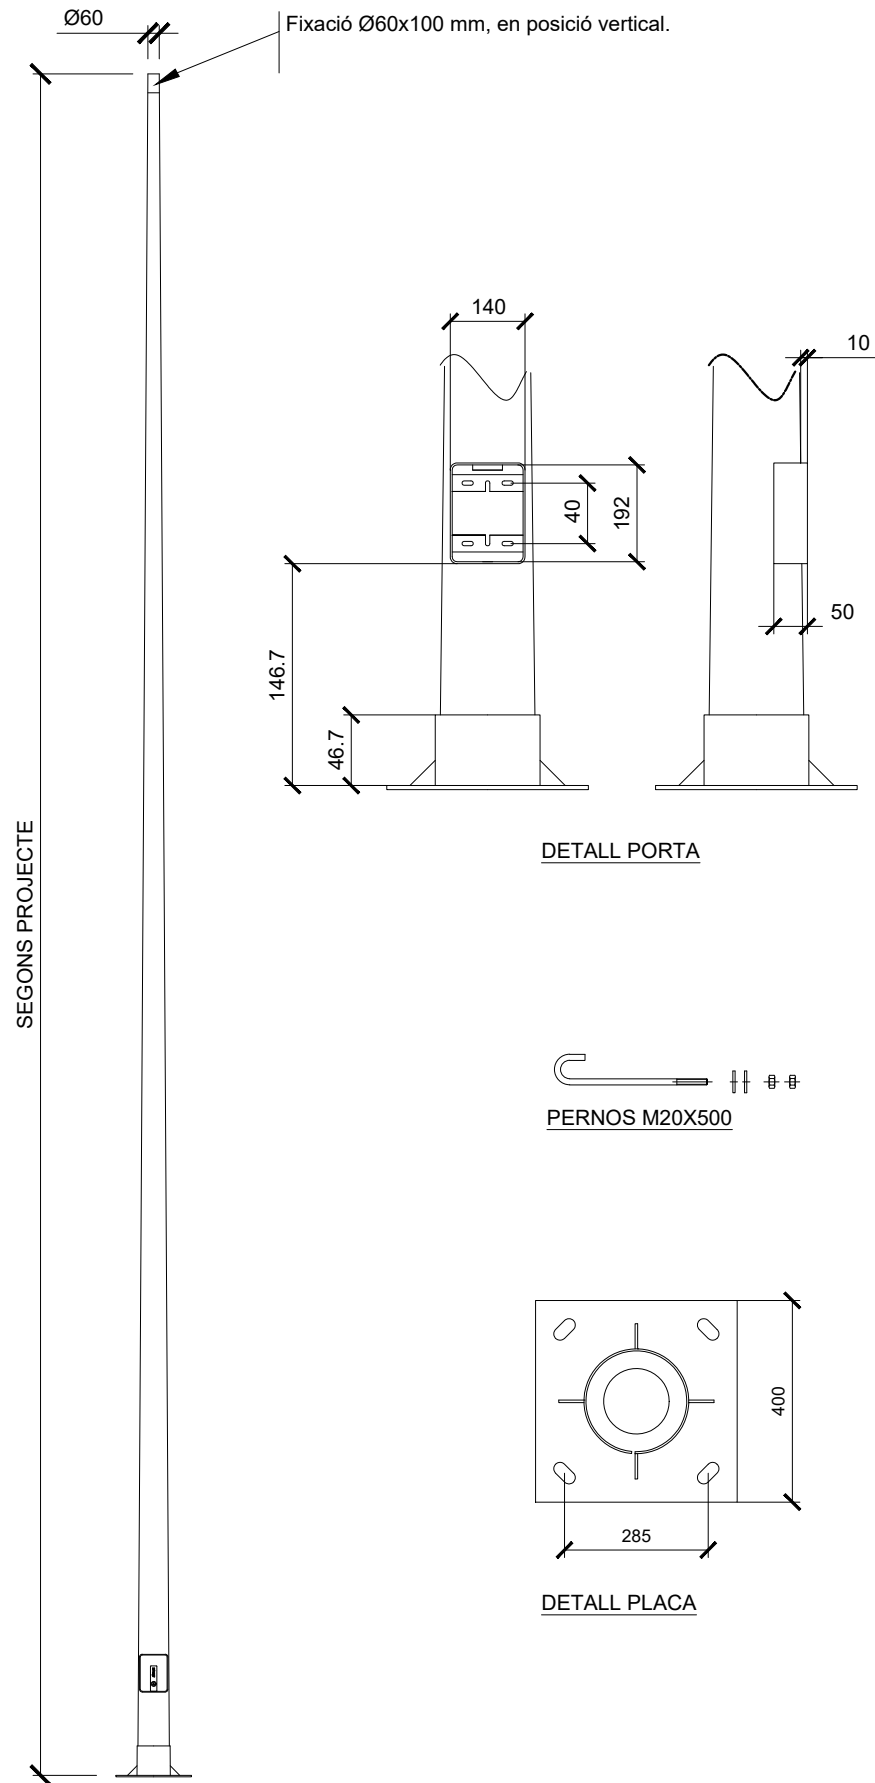 Ø60
Fixació Ø60x100 mm, en posició vertical.
140
10
40
192
50
146.7
46.7
DETALL PORTA
SEGONS PROJECTE
PERNOS M20X500
400
285
DETALL PLACA